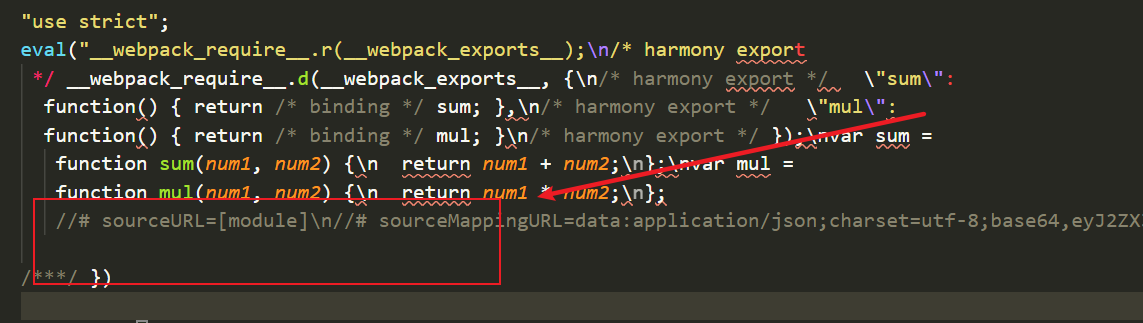 "use strict";
eval("__webpack_require__.r(__webpack_exports__);\n/* harmony export
*/ __webpack_require__.d(__webpack_exports__, {\n/* harmony export */   \"sum\":
function() { return /* binding */ sum; },\n/* harmony export */   \"mul\":
function() { return /* binding */ mul; }\n/* harmony export */ });\nvar sum =
function sum(num1, num2) {\n  return num1 + num2;\n};\nvar mul =
function mul(num1, num2) {\n  return num1 * num2;\n};
//# sourceURL=[module]\n//# sourceMappingURL=data:application/json;charset=utf-8;base64,eyJ2ZX
/***/ })